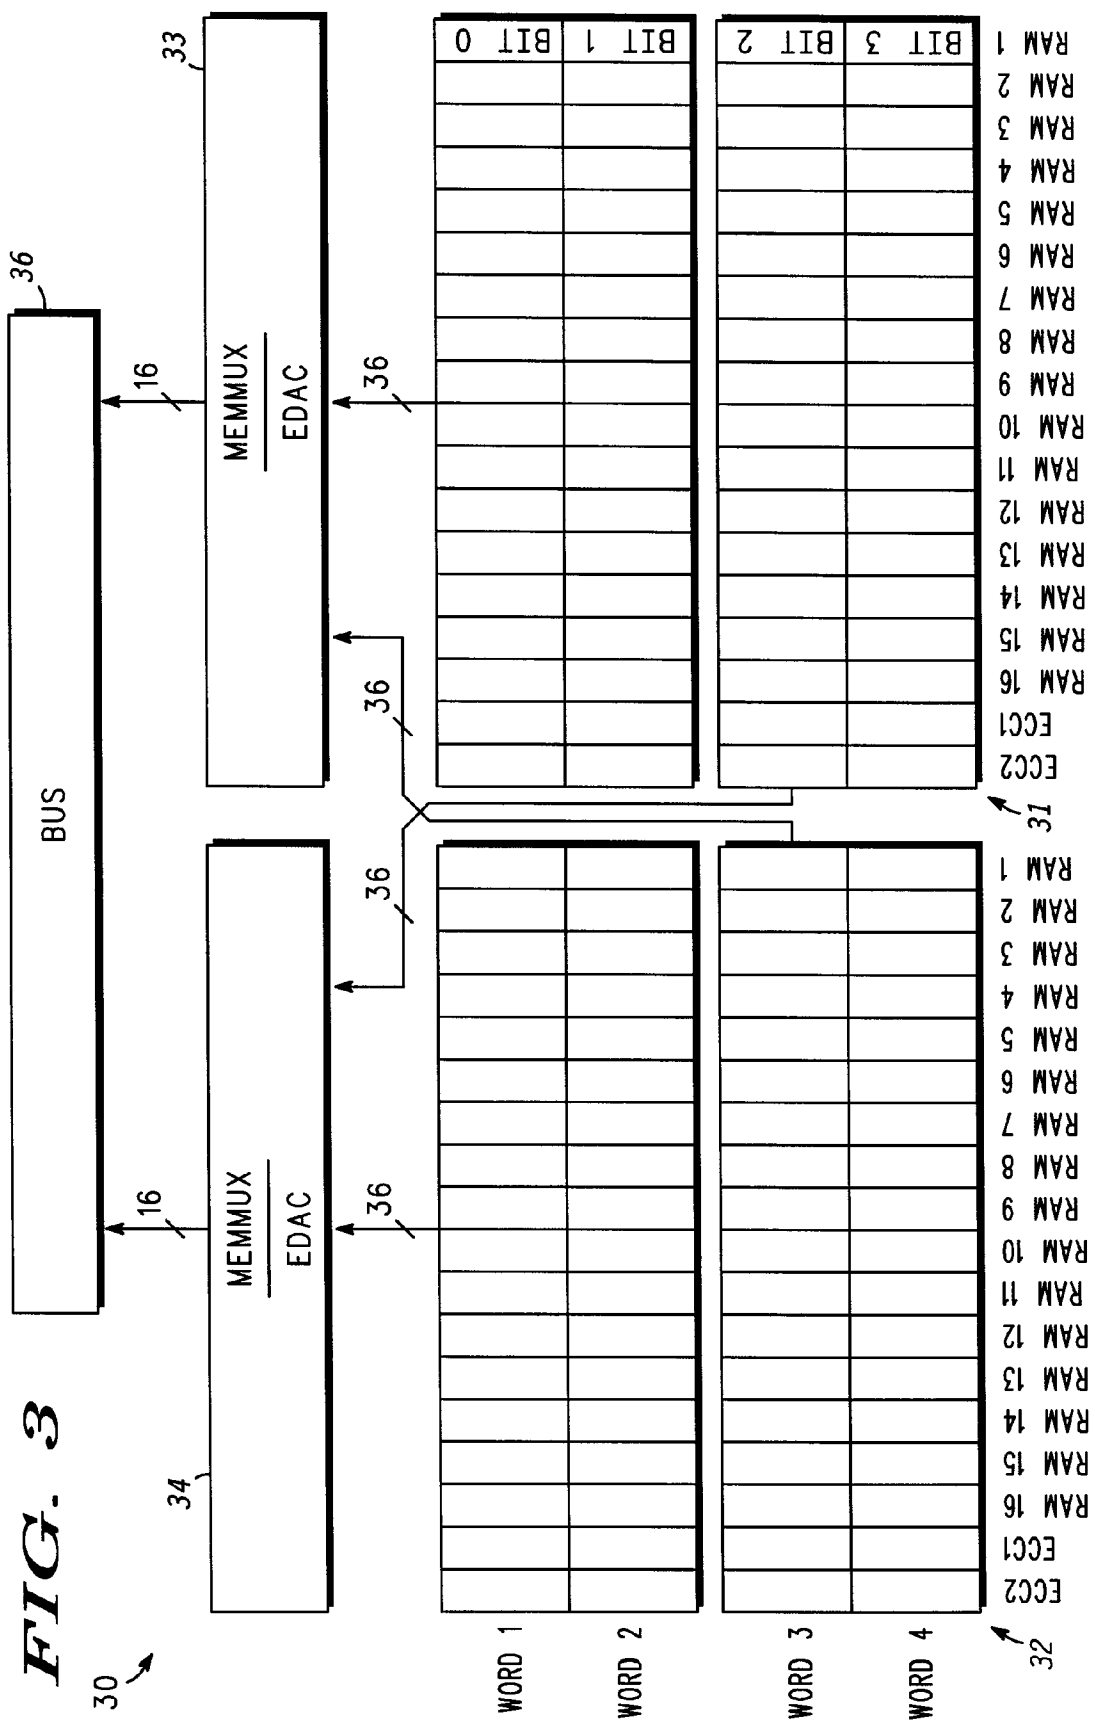 FIG. 3
30
BUS
36
16
16
34
33
MEMMUX
EDAC
MEMMUX
EDAC
36
36
36
36
WORD 1
WORD 2
WORD 3
WORD 4
BIT 0
BIT 1
BIT 2
BIT 3
ECC2
ECC1
RAM 16
RAM 15
RAM 14
RAM 13
RAM 12
RAM 11
RAM 10
RAM 9
RAM 8
RAM 7
RAM 6
RAM 5
RAM 4
RAM 3
RAM 2
RAM 1
ECC2
ECC1
RAM 16
RAM 15
RAM 14
RAM 13
RAM 12
RAM 11
RAM 10
RAM 9
RAM 8
RAM 7
RAM 6
RAM 5
RAM 4
RAM 3
RAM 2
RAM 1
32
31